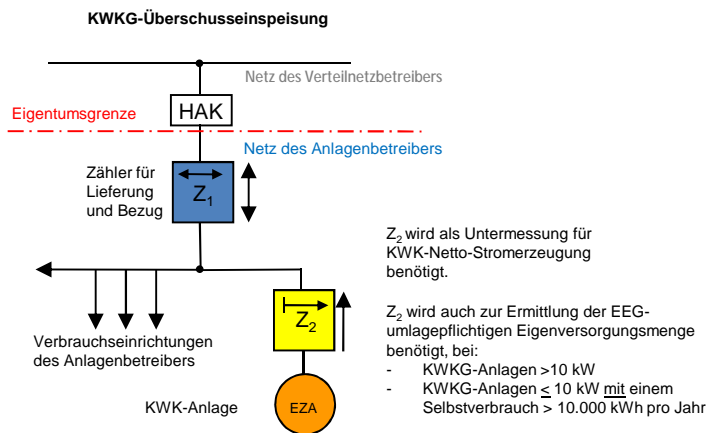 KWKG-Überschusseinspeisung
Netz des Verteilnetzbetreibers
HAK
Eigentumsgrenze
Netz des Anlagenbetreibers
Zähler für
Lieferung
und Bezug
Z1
Z2 wird als Untermessung für
KWK-Netto-Stromerzeugung
benötigt.
Z2
Z2 wird auch zur Ermittlung der EEG-
umlagepflichtigen Eigenversorgungsmenge
benötigt, bei:
- KWKG-Anlagen >10 kW
- KWKG-Anlagen < 10 kW mit einem
Selbstverbrauch > 10.000 kWh pro Jahr
Verbrauchseinrichtungen
des Anlagenbetreibers
KWK-Anlage
EZA